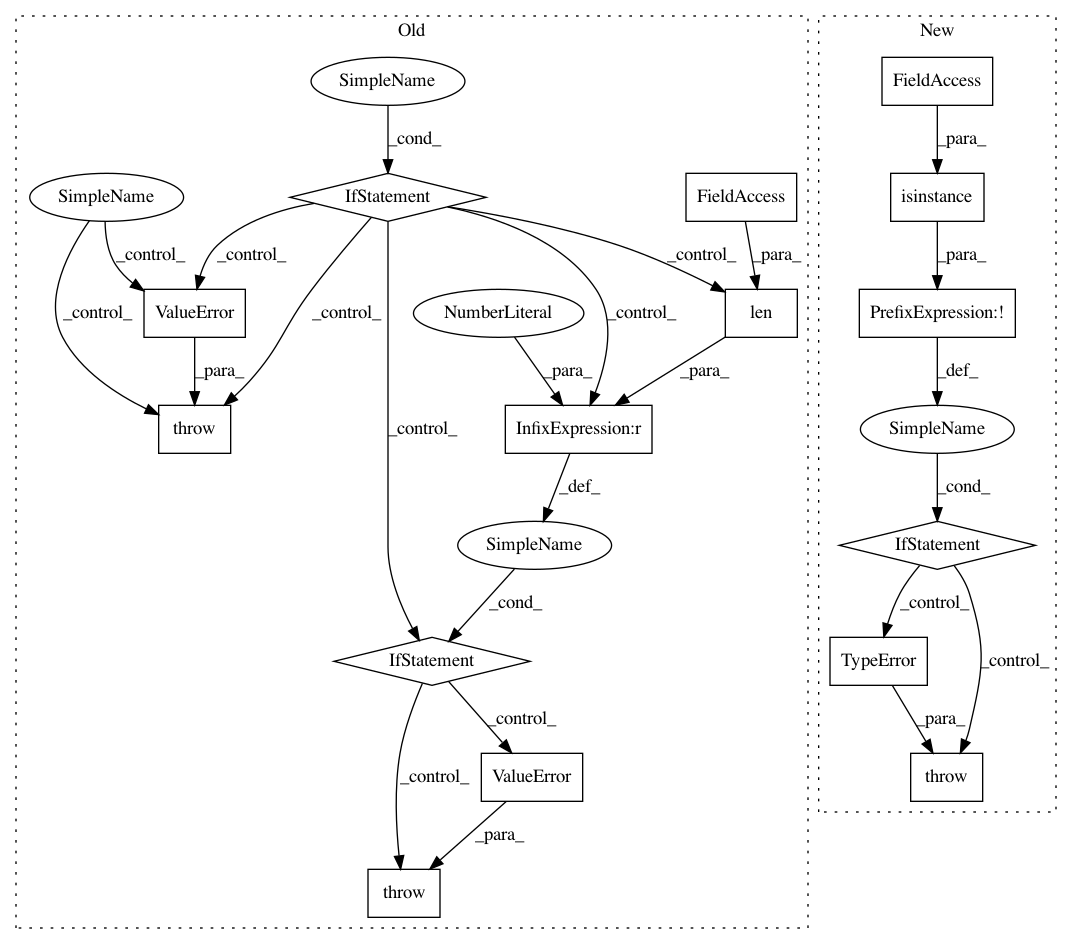 Old
New
SimpleName
FieldAccess
_cond_
_para_
SimpleName
IfStatement
FieldAccess
isinstance
_control_
_control_
_control_
_para_
_para_
ValueError
NumberLiteral
len
PrefixExpression:!
_control_
_control_
_control_
_para_
_para_
_para_
_def_
throw
_control_
InfixExpression:r
SimpleName
_def_
_cond_
SimpleName
IfStatement
_cond_
_control_
IfStatement
TypeError
_control_
_control_
_control_
_para_
ValueError
throw
_para_
throw